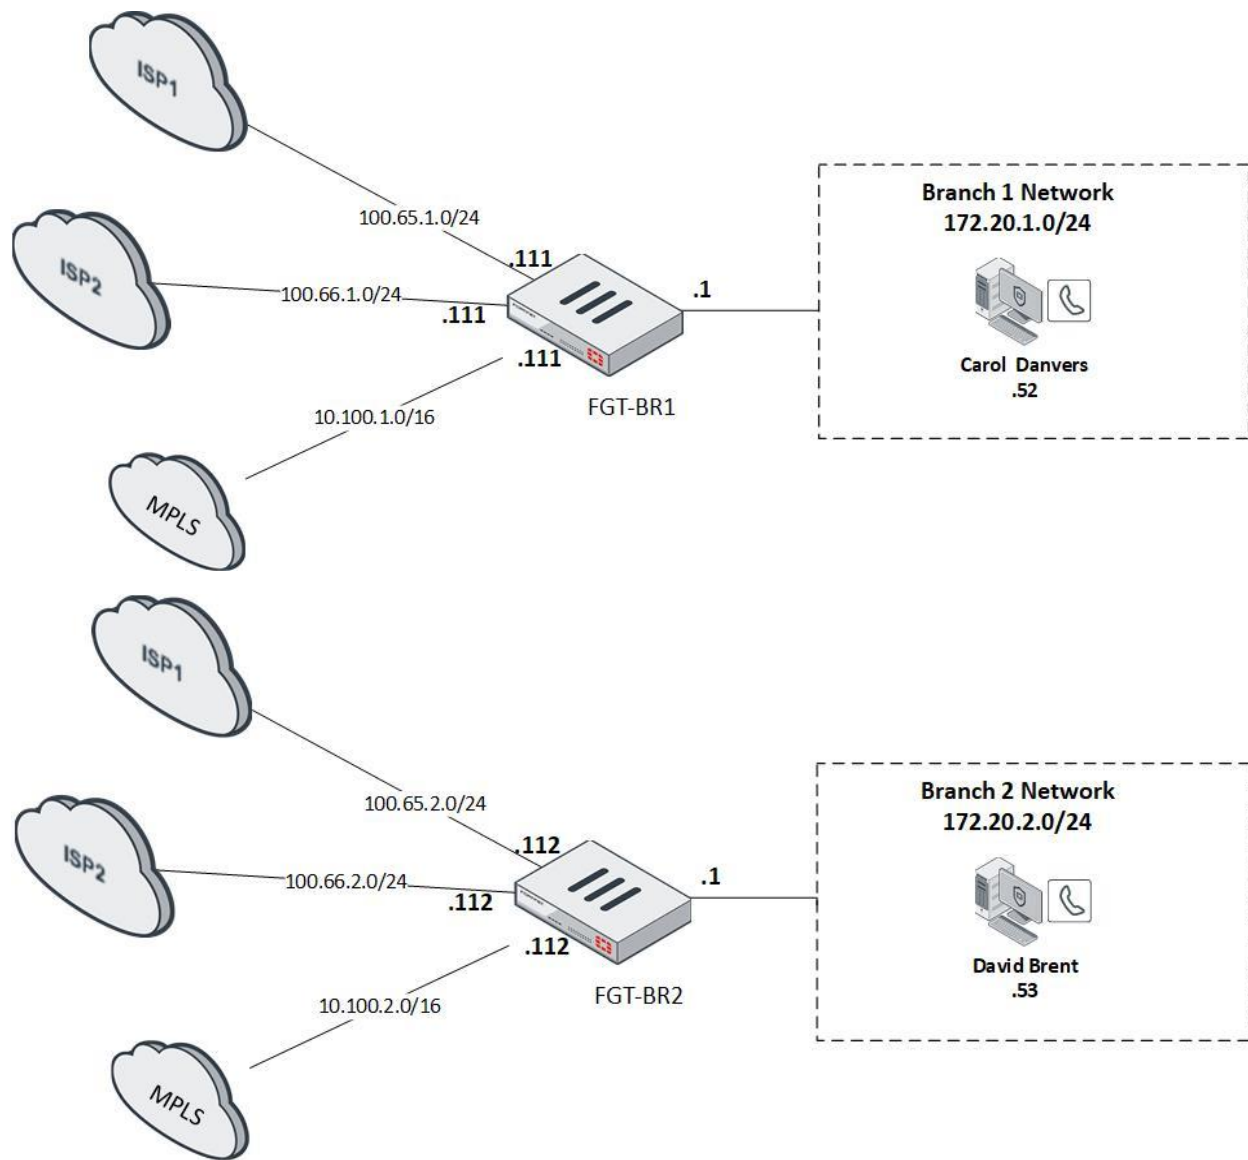 ISP1
100.65.1.0/24
ISP2
100.66.1.0/24
.111
.111
.111
10.100.1.0/16
MPLS
FGT-BR1
.1
Branch 1 Network
172.20.1.0/24
Carol Danvers
.52
ISP1
100.65.2.0/24
ISP2
100.66.2.0/24
.112
.112
.112
10.100.2.0/16
MPLS
FGT-BR2
.1
Branch 2 Network
172.20.2.0/24
David Brent
.53